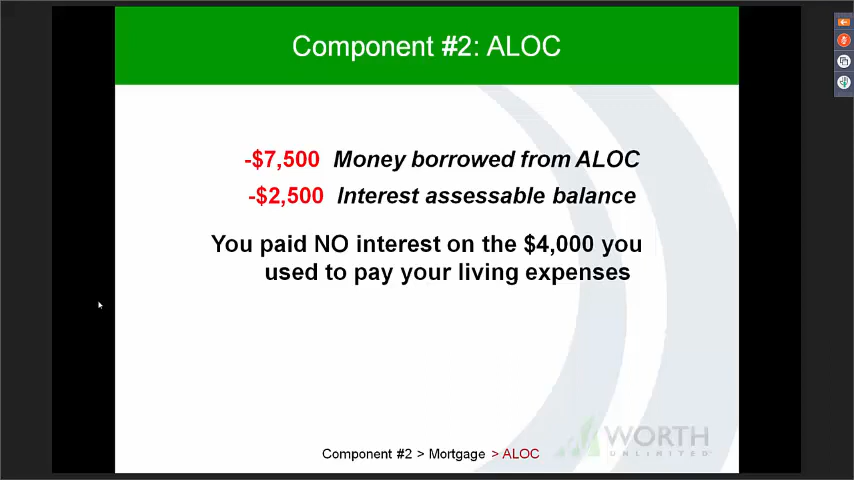 Component #2: ALOC
-$7,500 Money borrowed from ALOC
-$2,500 Interest assessable balance
You paid NO interest on the $4,000 you
used to pay your living expenses
WORTH
UNLIMITED
Component #2 > Mortgage > ALOC